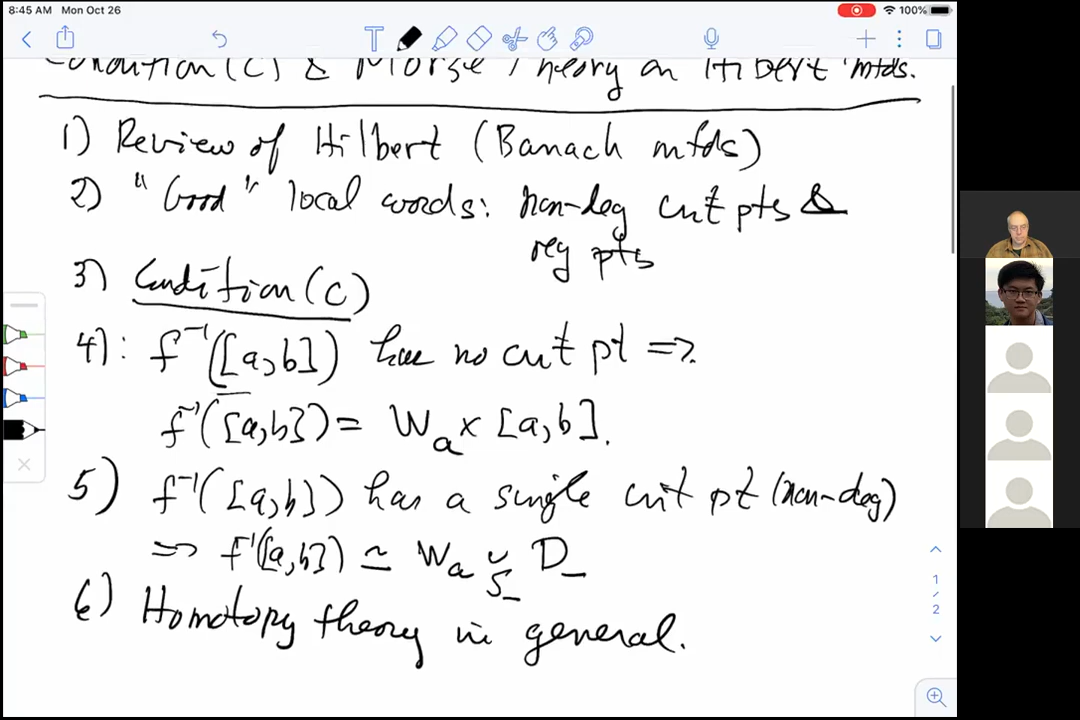 8:45 AM Mon Oct 26
100%
Condition (C) & Morse Theory on Hilbert mfds.
1) Review of Hilbert (Banach mfds)
2) "Good" local words: non-deg crit pts &
reg pts
3) Condition (C)
4): f⁻¹([a,b]) has no crit pt =>
f⁻¹([a,b]) = Wₐ × [a,b].
5) f⁻¹([a,b]) has a single crit pt (non-deg)
=> f⁻¹([a,b]) ≃ Wₐ ∪_S₋ D₋
6) Homotopy theory in general.
1
2